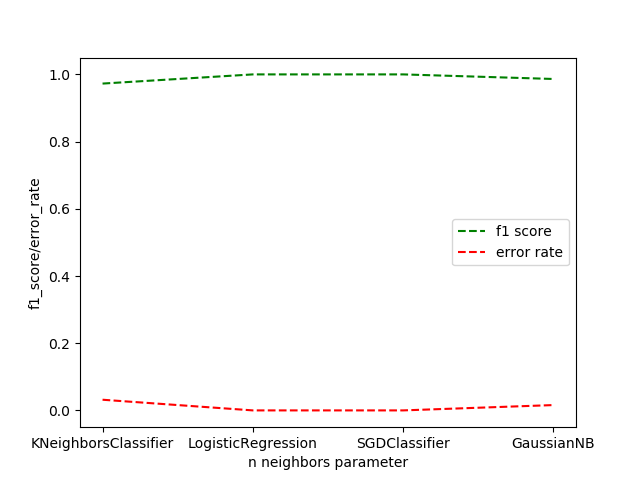 1.0
0.8
0.6
0.4
0.2
0.0
f1_score/error_rate
f1 score
error rate
KNeighborsClassifier LogisticRegression SGDClassifier GaussianNB
n neighbors parameter